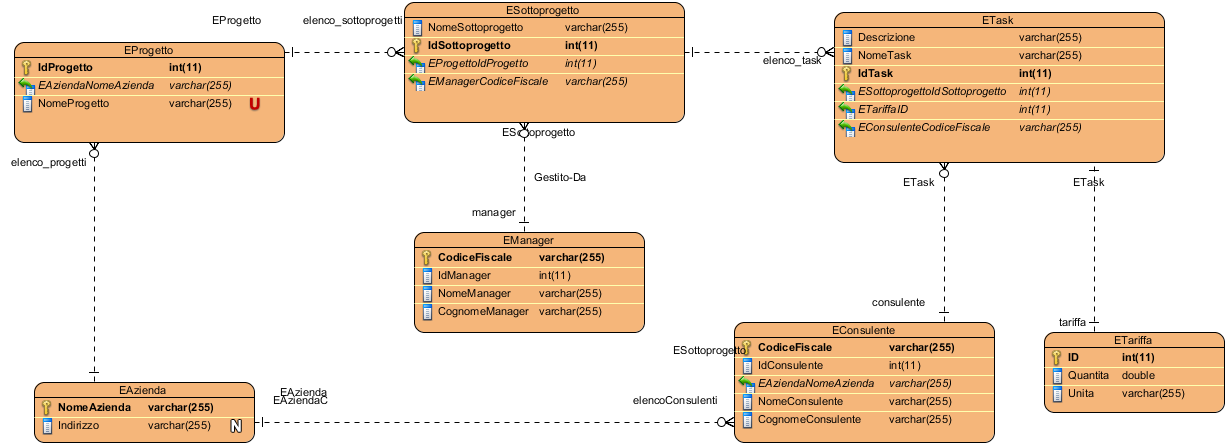 EProgetto
elenco_sottoprogetti
ESottoprogetto
NomeSottoprogetto varchar(255)
IdSottoprogetto int(11)
EProgettoIdProgetto int(11)
EManagerCodiceFiscale varchar(255)
ETask
Descrizione varchar(255)
NomeTask varchar(255)
IdTask int(11)
ESottoprogettoIdSottoprogetto int(11)
ETariffaID int(11)
EConsulenteCodiceFiscale varchar(255)
elenco_task
EProgetto
IdProgetto int(11)
EAziendaNomeAzienda varchar(255)
NomeProgetto varchar(255) U
elenco_progetti
ESottoprogetto
Gestito-Da
manager
ETask
ETask
EManager
CodiceFiscale varchar(255)
IdManager int(11)
NomeManager varchar(255)
CognomeManager varchar(255)
consulente
tariffa
EConsulente
ESottoprogetto
CodiceFiscale varchar(255)
IdConsulente int(11)
EAziendaNomeAzienda varchar(255)
NomeConsulente varchar(255)
CognomeConsulente varchar(255)
ETariffa
ID int(11)
Quantita double
Unita varchar(255)
EAzienda
NomeAzienda varchar(255)
Indirizzo varchar(255) N
EAzienda
EAziendaC
elencoConsulenti